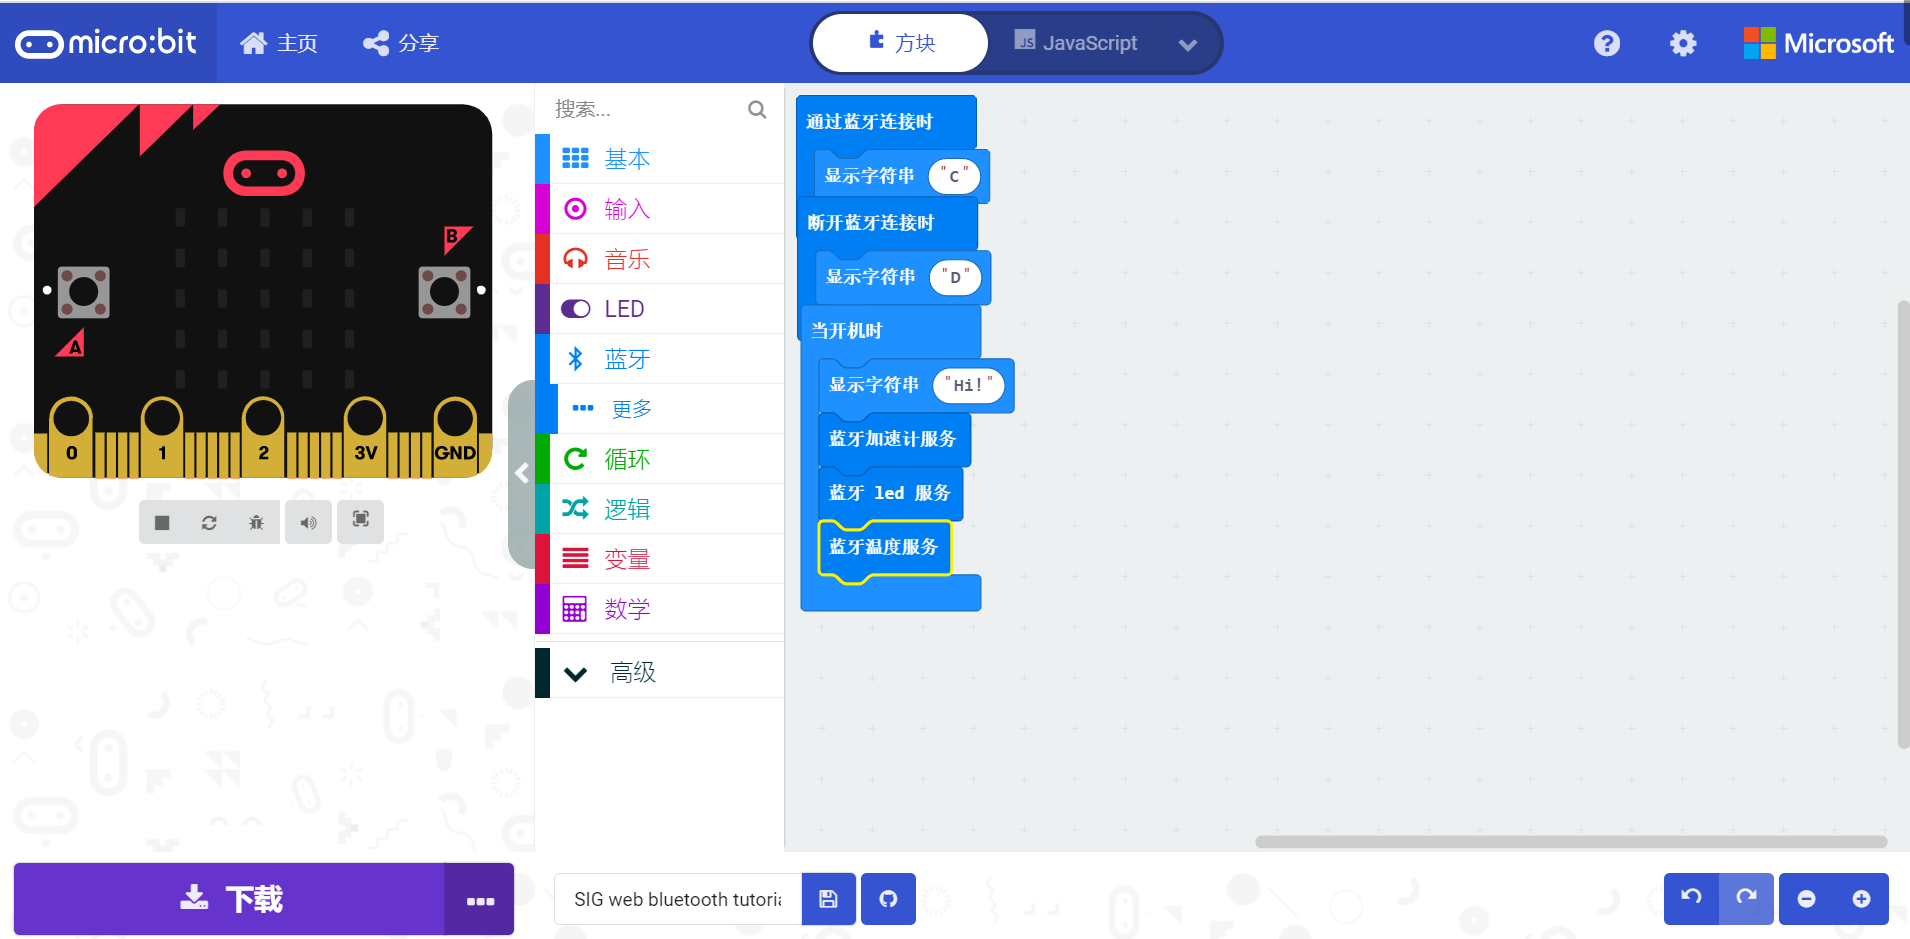 micro:bit
主页
分享
方块
JS JavaScript
?
Microsoft
B
A
0
1
2
3V
GND
下载
搜索...
基本
输入
音乐
LED
蓝牙
更多
循环
逻辑
变量
数学
高级
通过蓝牙连接时
显示字符串 "C"
断开蓝牙连接时
显示字符串 "D"
当开机时
显示字符串 "Hi!"
蓝牙加速计服务
蓝牙 led 服务
蓝牙温度服务
SIG web bluetooth tutoria